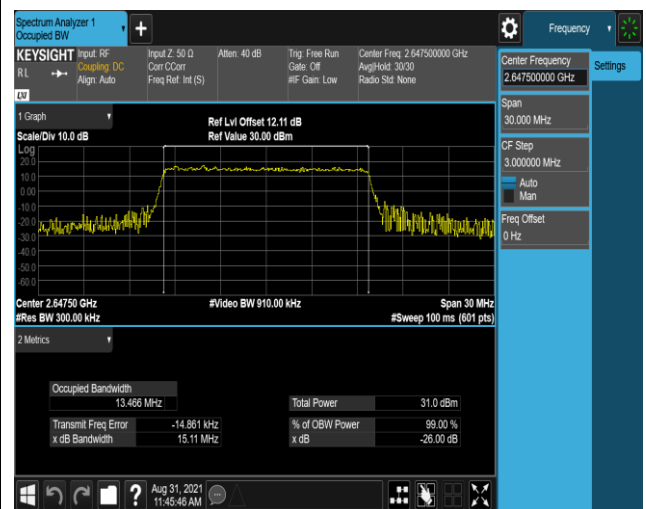 Spectrum Analyzer 1
Occupied BW
+
Frequency
KEYSIGHT
RL
LXI
Input: RF
Coupling: DC
Align: Auto
Input Z: 50 Ω
Corr CCorr
Freq Ref: Int (S)
Atten: 40 dB
Trig: Free Run
Gate: Off
#IF Gain: Low
Center Freq: 2.647500000 GHz
Avg|Hold: 30/30
Radio Std: None
Center Frequency
2.647500000 GHz
Settings
Span
30.000 MHz
CF Step
3.000000 MHz
Auto
Man
Freq Offset
0 Hz
1 Graph
Scale/Div 10.0 dB
Ref Lvl Offset 12.11 dB
Ref Value 30.00 dBm
Log
20.0
10.0
0.00
-10.0
-20.0
-30.0
-40.0
-50.0
-60.0
Center 2.64750 GHz
#Res BW 300.00 kHz
#Video BW 910.00 kHz
Span 30 MHz
#Sweep 100 ms (601 pts)
2 Metrics
Occupied Bandwidth
13.466 MHz
Total Power 31.0 dBm
Transmit Freq Error -14.861 kHz
% of OBW Power 99.00 %
x dB Bandwidth 15.11 MHz
x dB -26.00 dB
?
Aug 31, 2021
11:45:46 AM